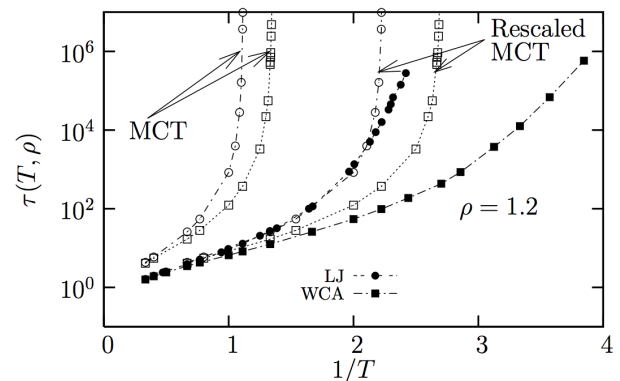 10^6
10^4
10^2
10^0
τ(T, ρ)
Rescaled
MCT
MCT
ρ = 1.2
LJ
WCA
0 1 2 3 4
1/T